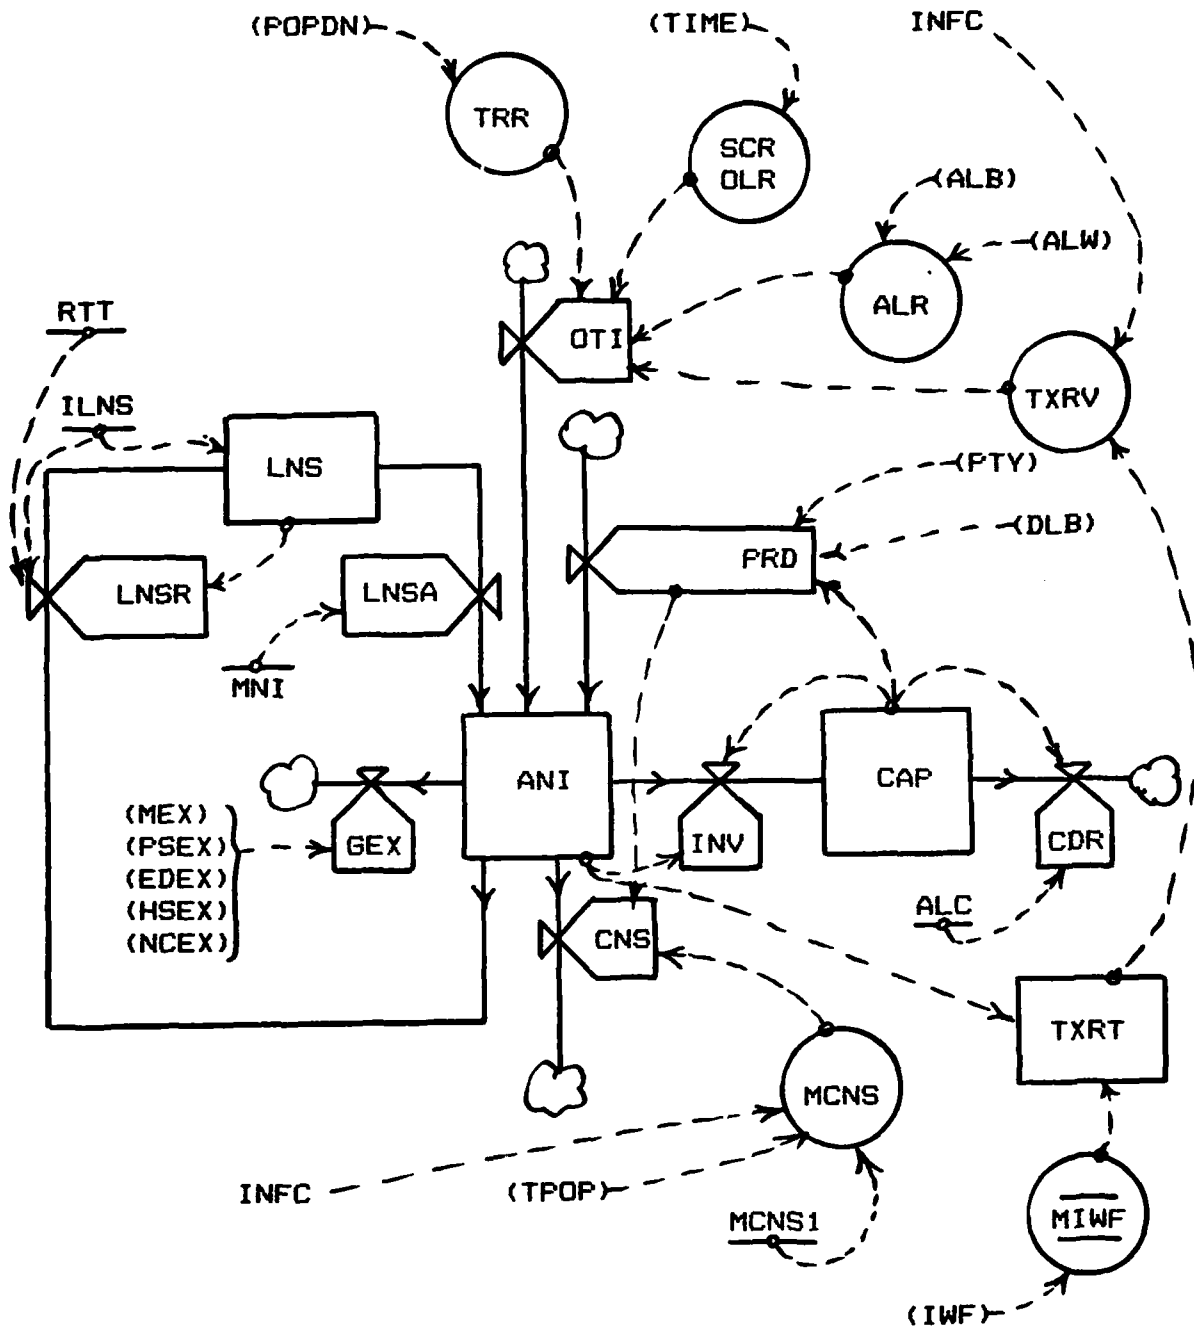 (POPDN)
(TIME)
INFC
TRR
SCR
OLR
(ALB)
(ALW)
ALR
RTT
OTI
TXRV
ILNS
LNS
(PTY)
(DLB)
PRD
LNSR
LNSA
MNI
ANI
CAP
(MEX)
(PSEX)
(EDEX)
(HSEX)
(NCEX)
GEX
INV
CDR
ALC
CNS
TXRT
MCNS
INFC
(TPOP)
MCNS1
MIWF
(IWF)